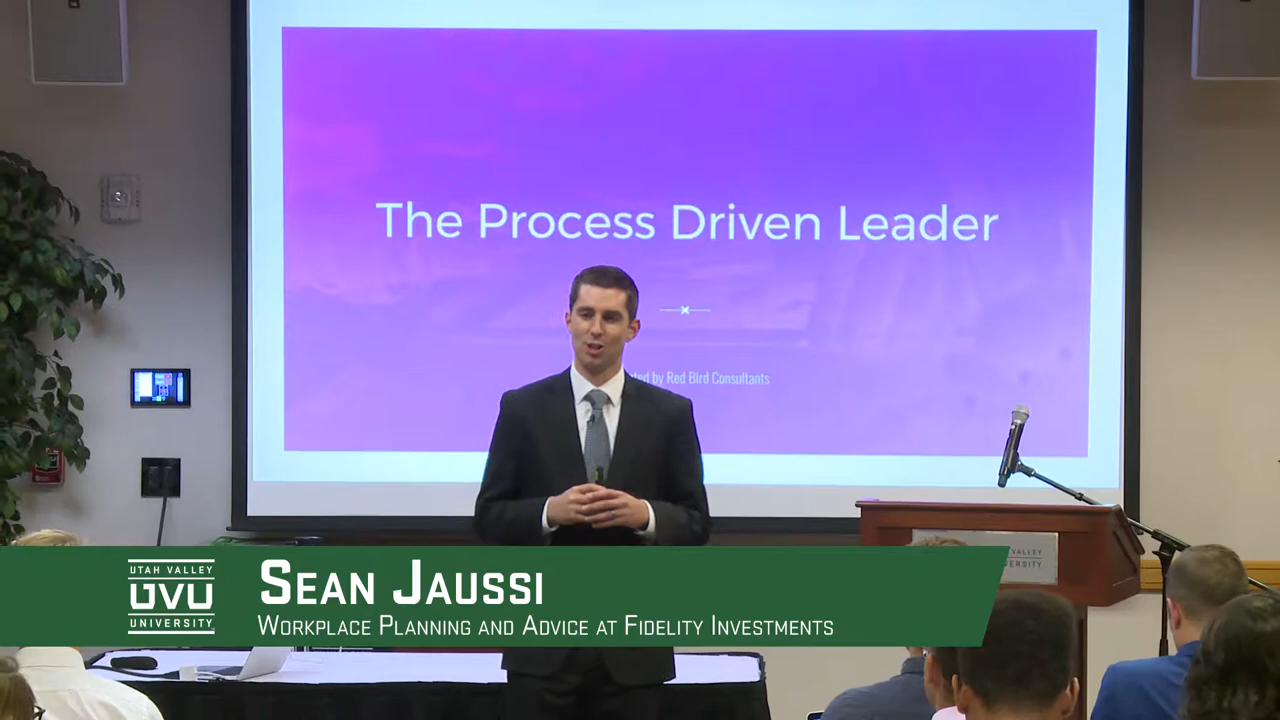 The Process Driven Leader
by Red Bird Consultants
UTAH VALLEY
UVU
UNIVERSITY
SEAN JAUSSI
WORKPLACE PLANNING AND ADVICE AT FIDELITY INVESTMENTS
VALLEY